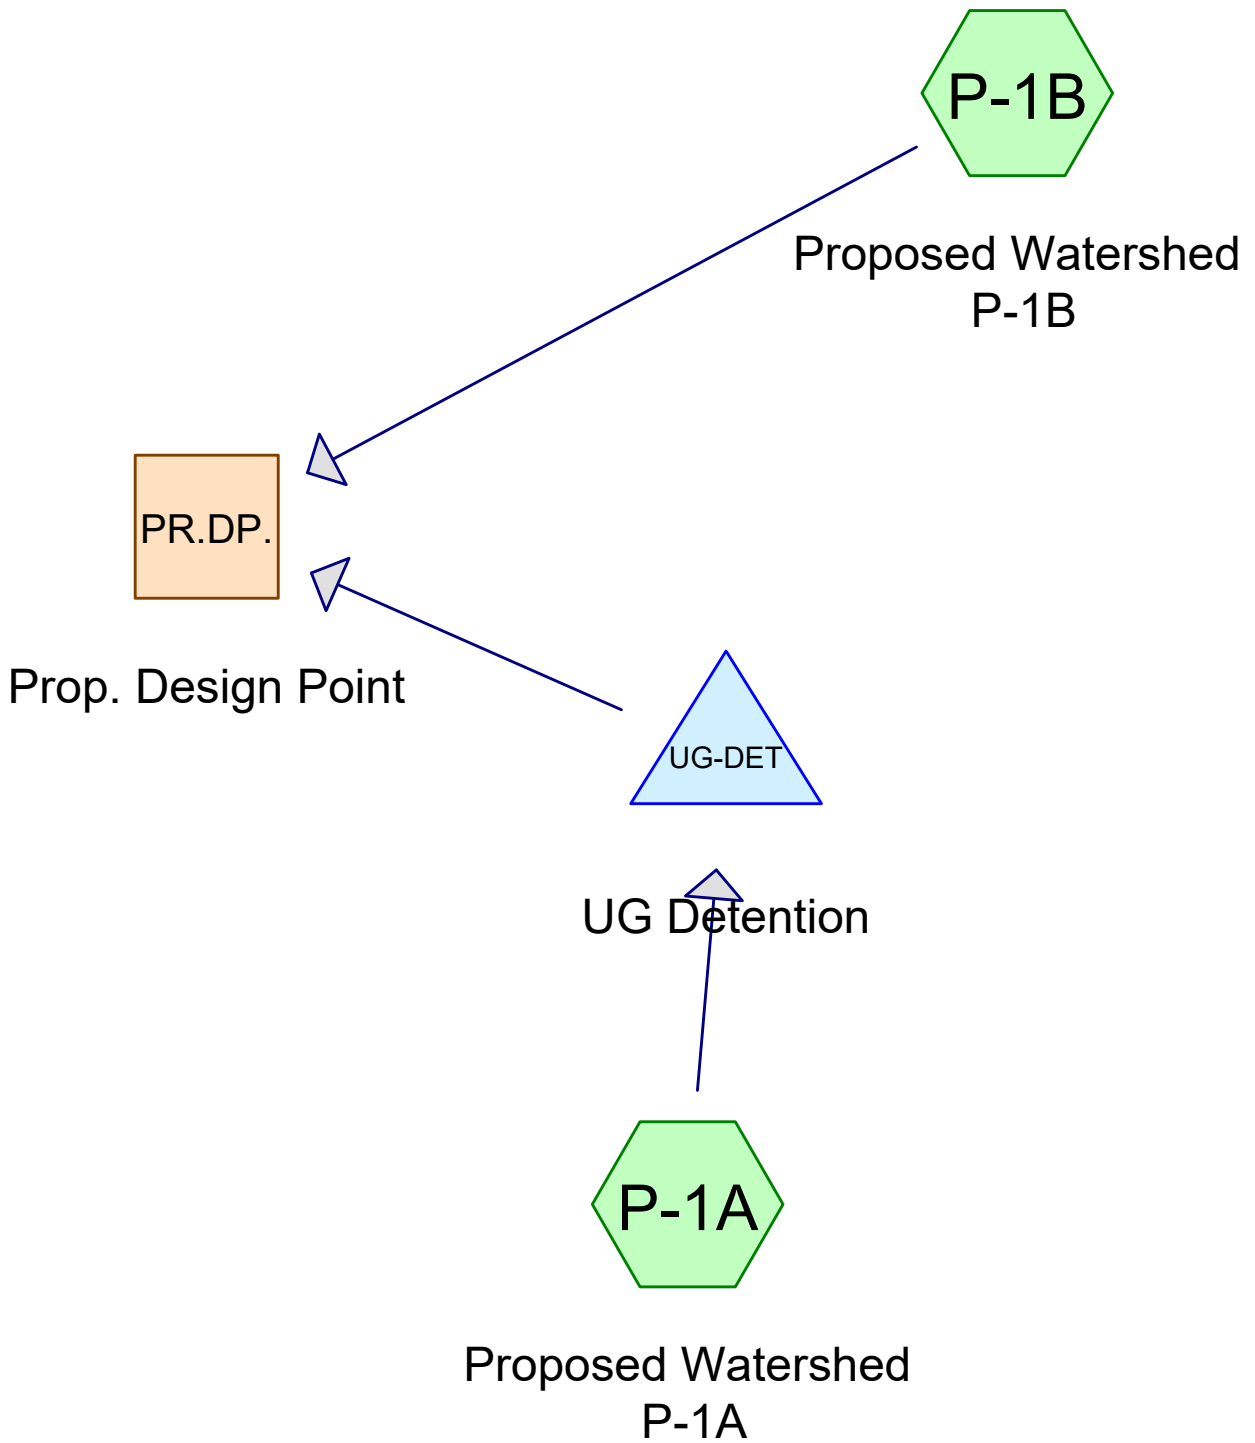 P-1B
Proposed Watershed
P-1B
PR.DP.
Prop. Design Point
UG-DET
UG Detention
P-1A
Proposed Watershed
P-1A